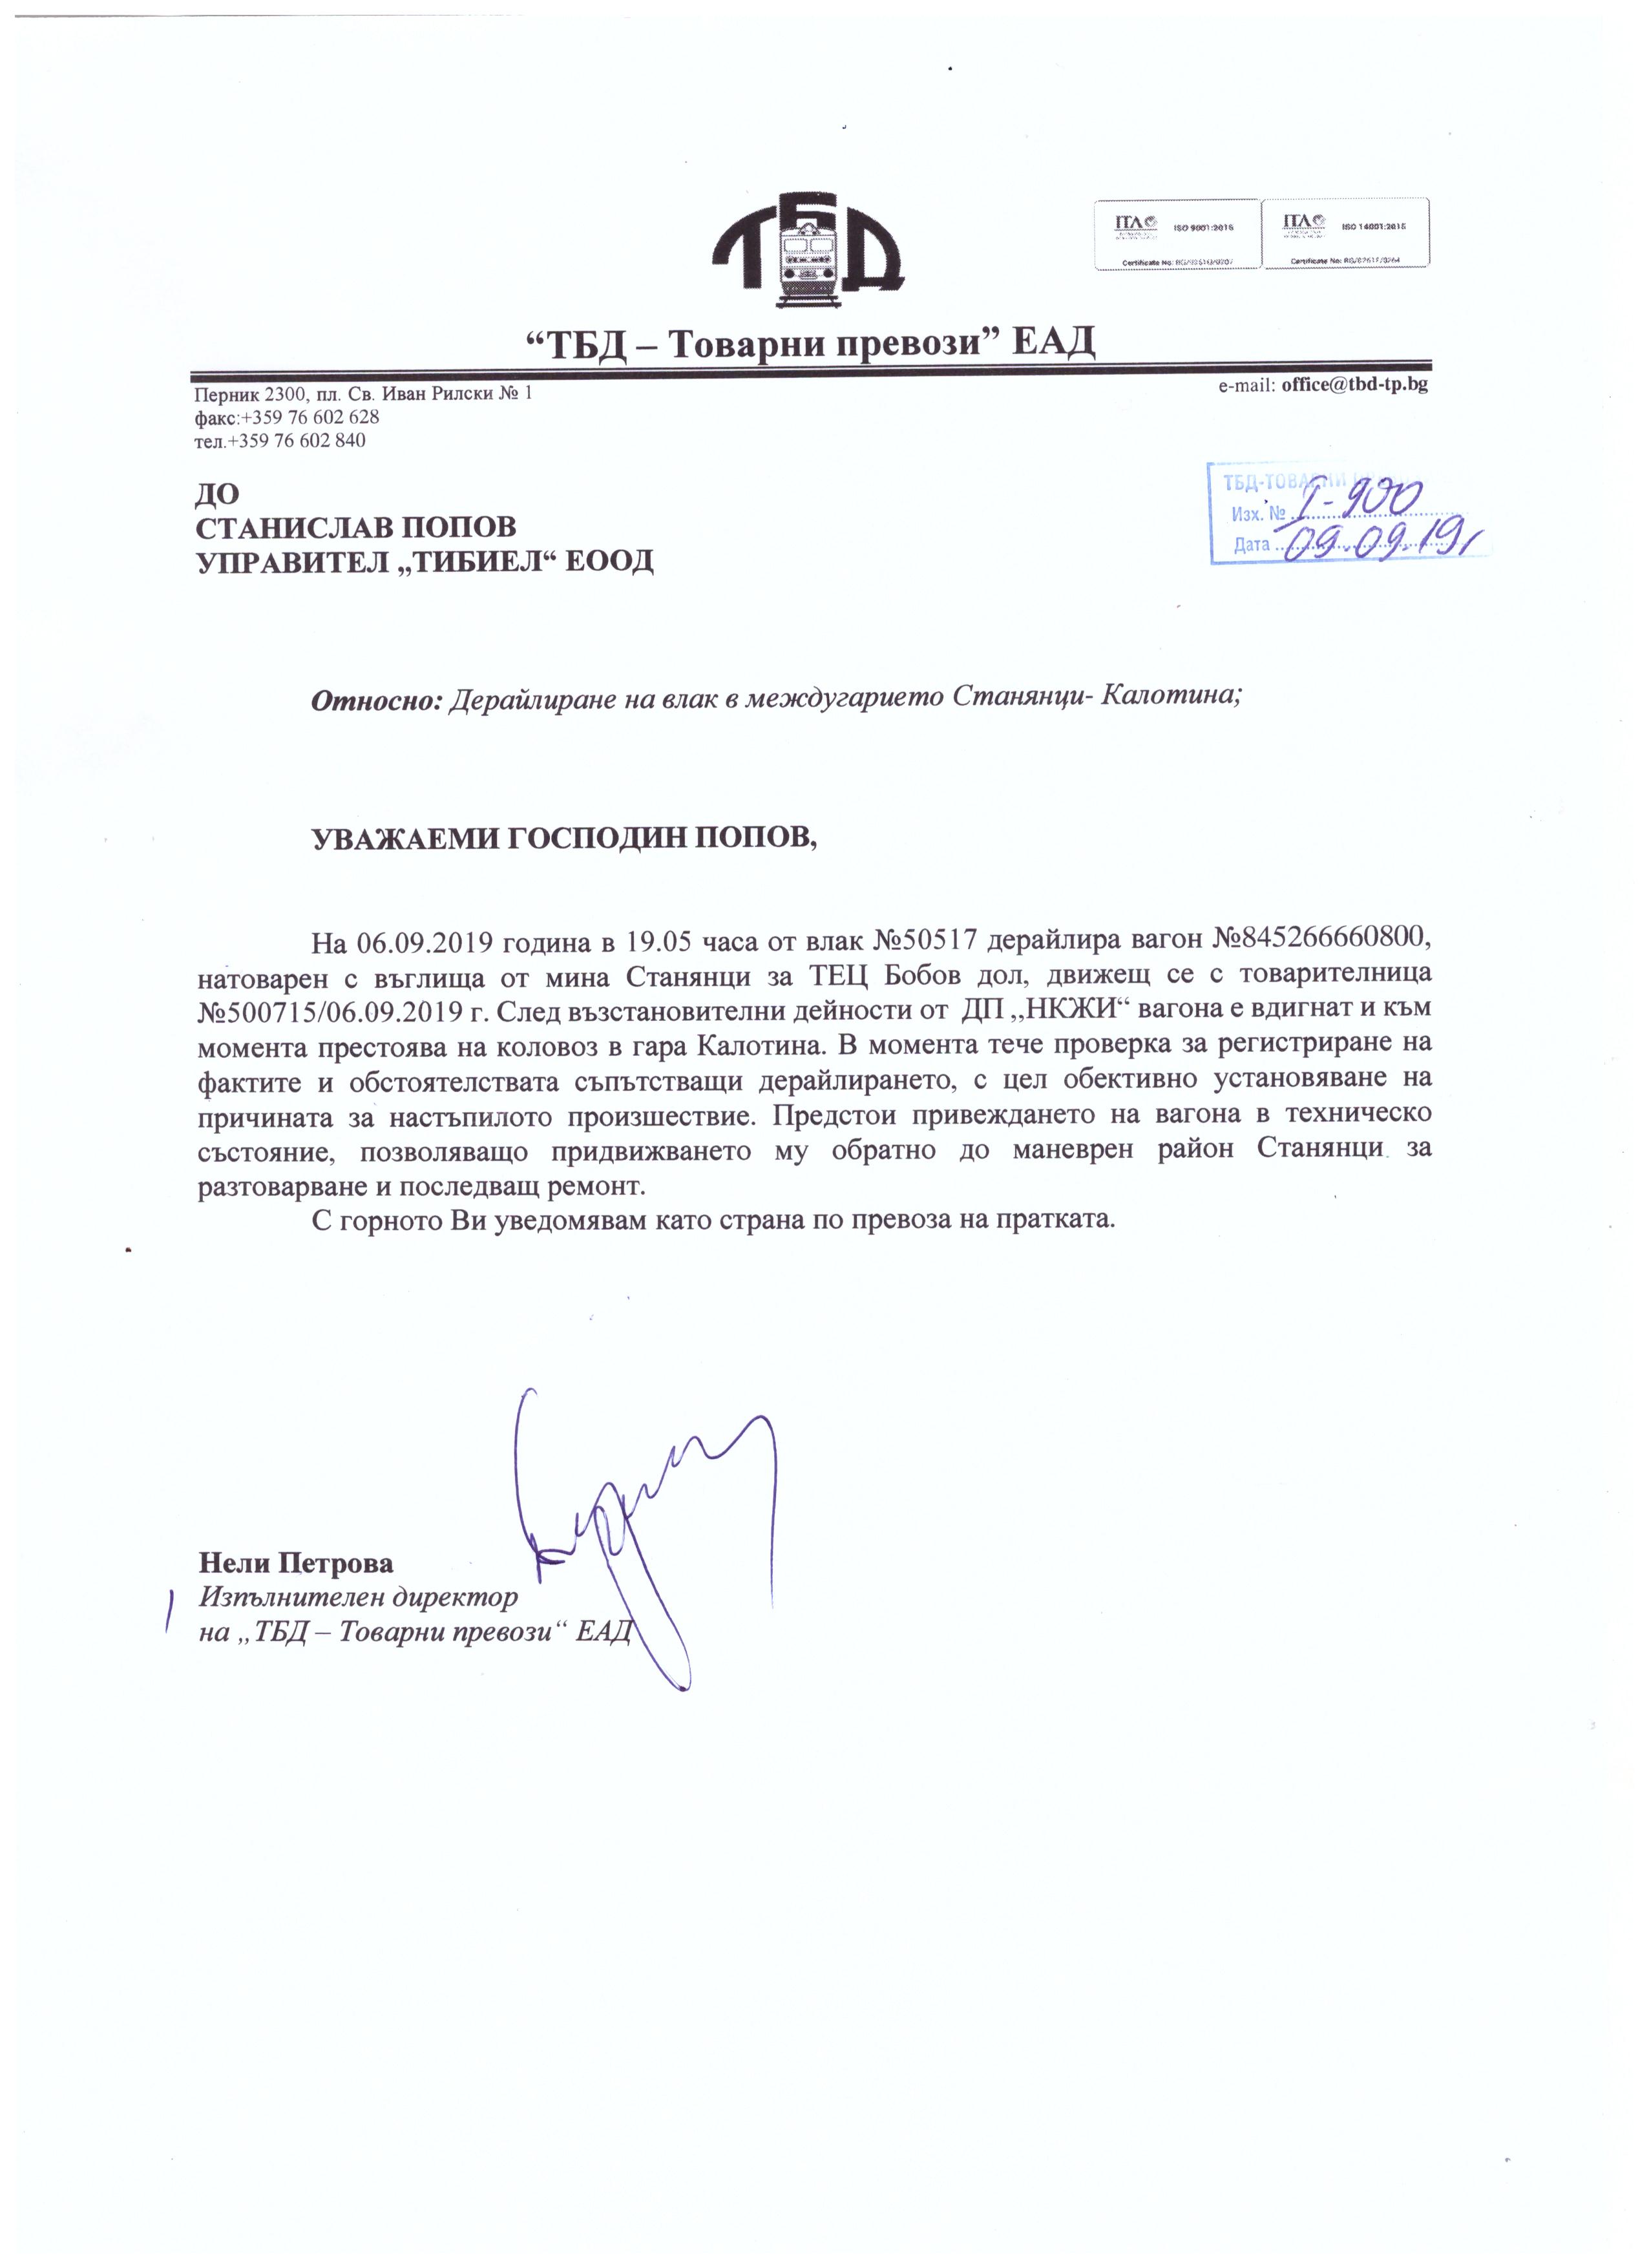 ТБД
ITAC ISO 9001:2015
Certificate No:
ITAC ISO 14001:2015
Certificate No:
“ТБД – Товарни превози” ЕАД
Перник 2300, пл. Св. Иван Рилски № 1
e-mail: office@tbd-tp.bg
факс:+359 76 602 628
тел.+359 76 602 840
ТБД-ТОВАРНИ
Изх. № I-900
Дата 09.09.19г
ДО
СТАНИСЛАВ ПОПОВ
УПРАВИТЕЛ „ТИБИЕЛ“ ЕООД
Относно: Дерайлиране на влак в междугарието Станянци- Калотина;
УВАЖАЕМИ ГОСПОДИН ПОПОВ,
На 06.09.2019 година в 19.05 часа от влак №50517 дерайлира вагон №845266660800,
натоварен с въглища от мина Станянци за ТЕЦ Бобов дол, движещ се с товарителница
№500715/06.09.2019 г. След възстановителни дейности от ДП „НКЖИ“ вагона е вдигнат и към
момента престоява на коловоз в гара Калотина. В момента тече проверка за регистриране на
фактите и обстоятелствата съпътстващи дерайлирането, с цел обективно установяване на
причината за настъпилото произшествие. Предстои привеждането на вагона в техническо
състояние, позволяващо придвижването му обратно до маневрен район Станянци за
разтоварване и последващ ремонт.
С горното Ви уведомявам като страна по превоза на пратката.
Нели Петрова
Изпълнителен директор
на „ТБД – Товарни превози“ ЕАД